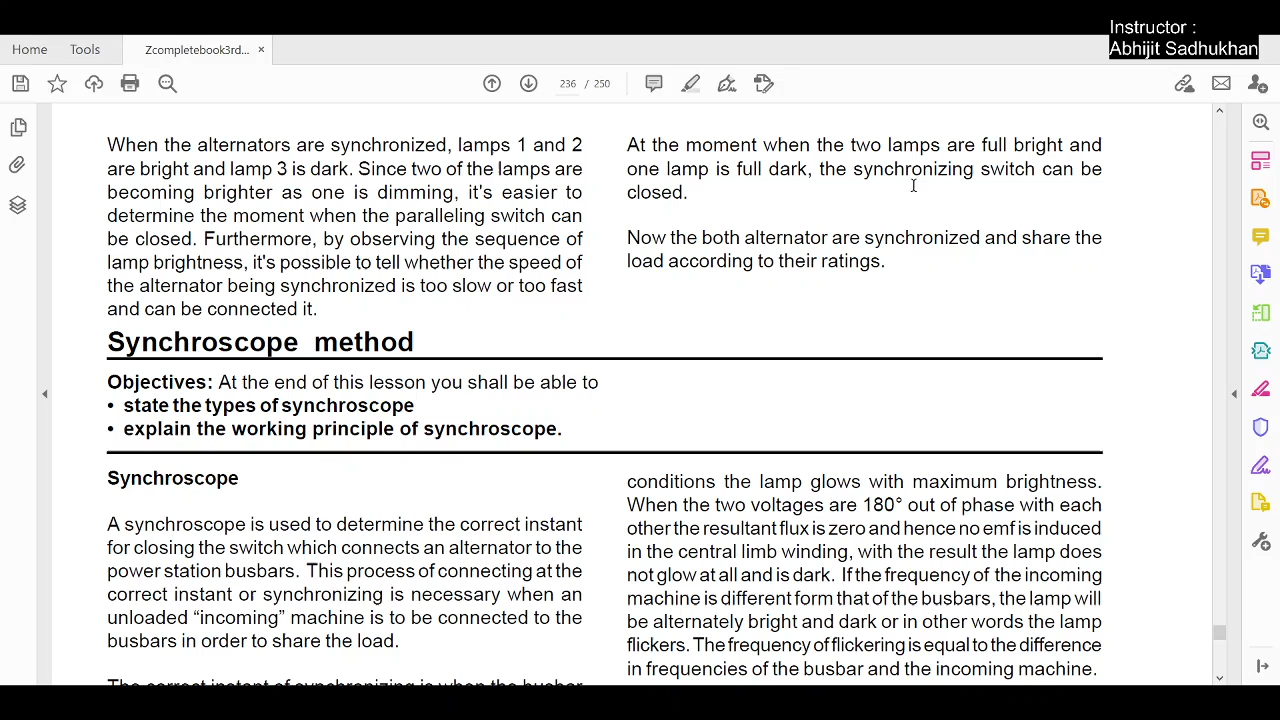 Instructor :
Abhijit Sadhukhan
Home Tools Zcompletebook3rd... ×
236 / 250
When the alternators are synchronized, lamps 1 and 2
are bright and lamp 3 is dark. Since two of the lamps are
becoming brighter as one is dimming, it's easier to
determine the moment when the paralleling switch can
be closed. Furthermore, by observing the sequence of
lamp brightness, it's possible to tell whether the speed of
the alternator being synchronized is too slow or too fast
and can be connected it.
At the moment when the two lamps are full bright and
one lamp is full dark, the synchronizing switch can be
closed.
Now the both alternator are synchronized and share the
load according to their ratings.
Synchroscope method
Objectives: At the end of this lesson you shall be able to
• state the types of synchroscope
• explain the working principle of synchroscope.
Synchroscope
A synchroscope is used to determine the correct instant
for closing the switch which connects an alternator to the
power station busbars. This process of connecting at the
correct instant or synchronizing is necessary when an
unloaded “incoming” machine is to be connected to the
busbars in order to share the load.
The correct instant of synchronizing is when the busbar
conditions the lamp glows with maximum brightness.
When the two voltages are 180° out of phase with each
other the resultant flux is zero and hence no emf is induced
in the central limb winding, with the result the lamp does
not glow at all and is dark. If the frequency of the incoming
machine is different form that of the busbars, the lamp will
be alternately bright and dark or in other words the lamp
flickers. The frequency of flickering is equal to the difference
in frequencies of the busbar and the incoming machine.